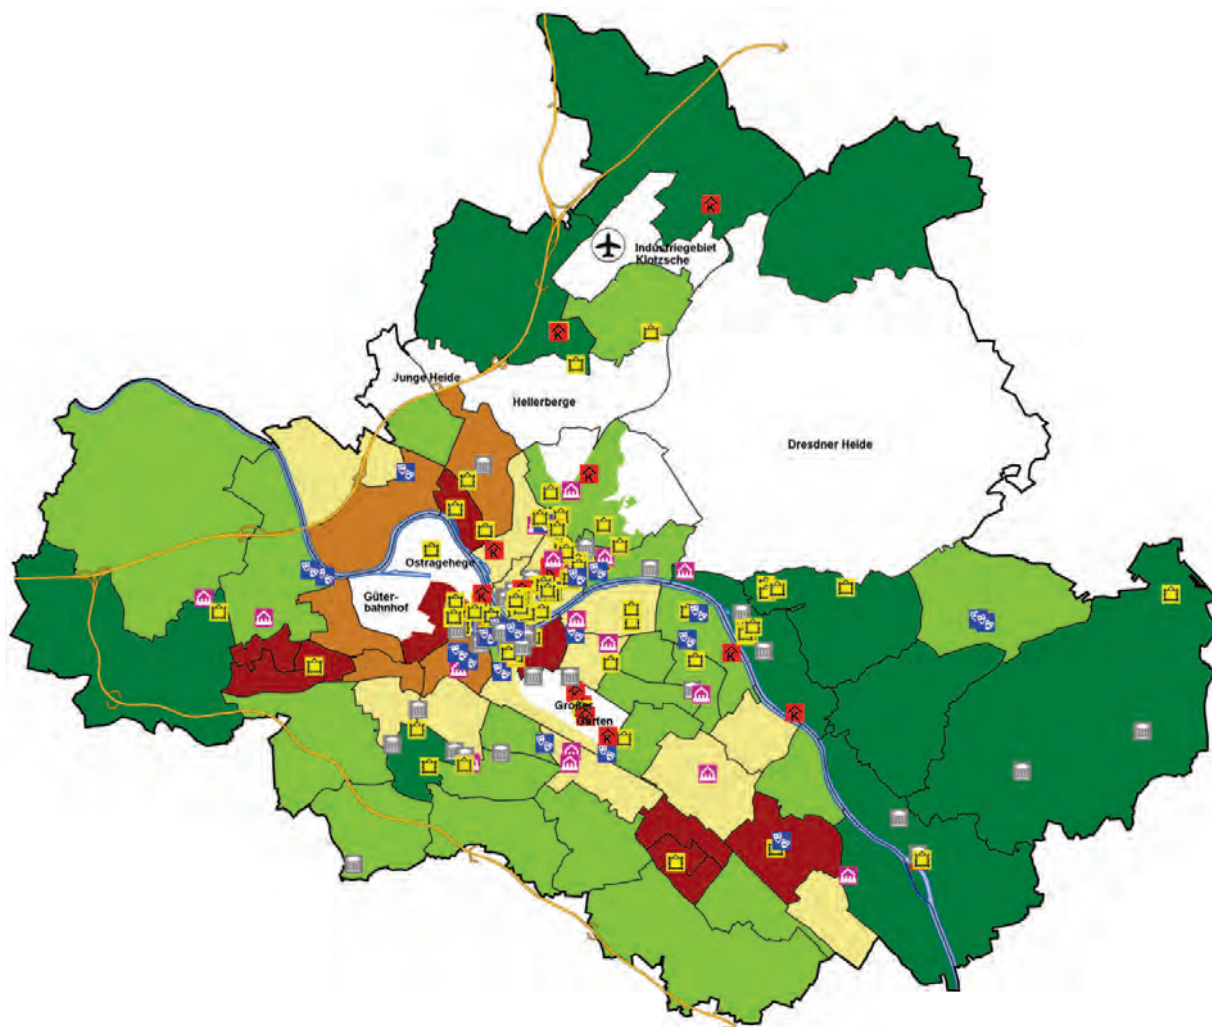 Industriegebiet
Klotzsche
Junge Heide
Hellerberge
Dresdner Heide
Ostragehege
Güter-
bahnhof
Großer
Garten
K
K
K
K
K
K
K
K
K
K
K
K